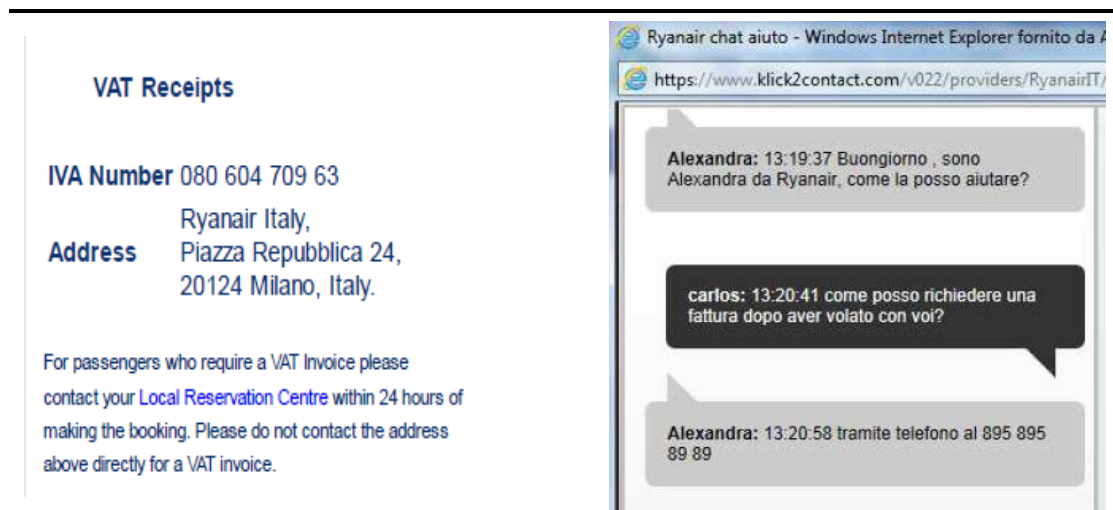 VAT Receipts
IVA Number 080 604 709 63
Address Ryanair Italy,
Piazza Repubblica 24,
20124 Milano, Italy.
For passengers who require a VAT Invoice please
contact your Local Reservation Centre within 24 hours of
making the booking. Please do not contact the address
above directly for a VAT invoice.
Ryanair chat aiuto - Windows Internet Explorer fornito da A
https://www.klick2contact.com/v022/providers/RyanairIT/
Alexandra: 13:19:37 Buongiorno , sono
Alexandra da Ryanair, come la posso aiutare?
carlos: 13:20:41 come posso richiedere una
fattura dopo aver volato con voi?
Alexandra: 13:20:58 tramite telefono al 895 895
89 89